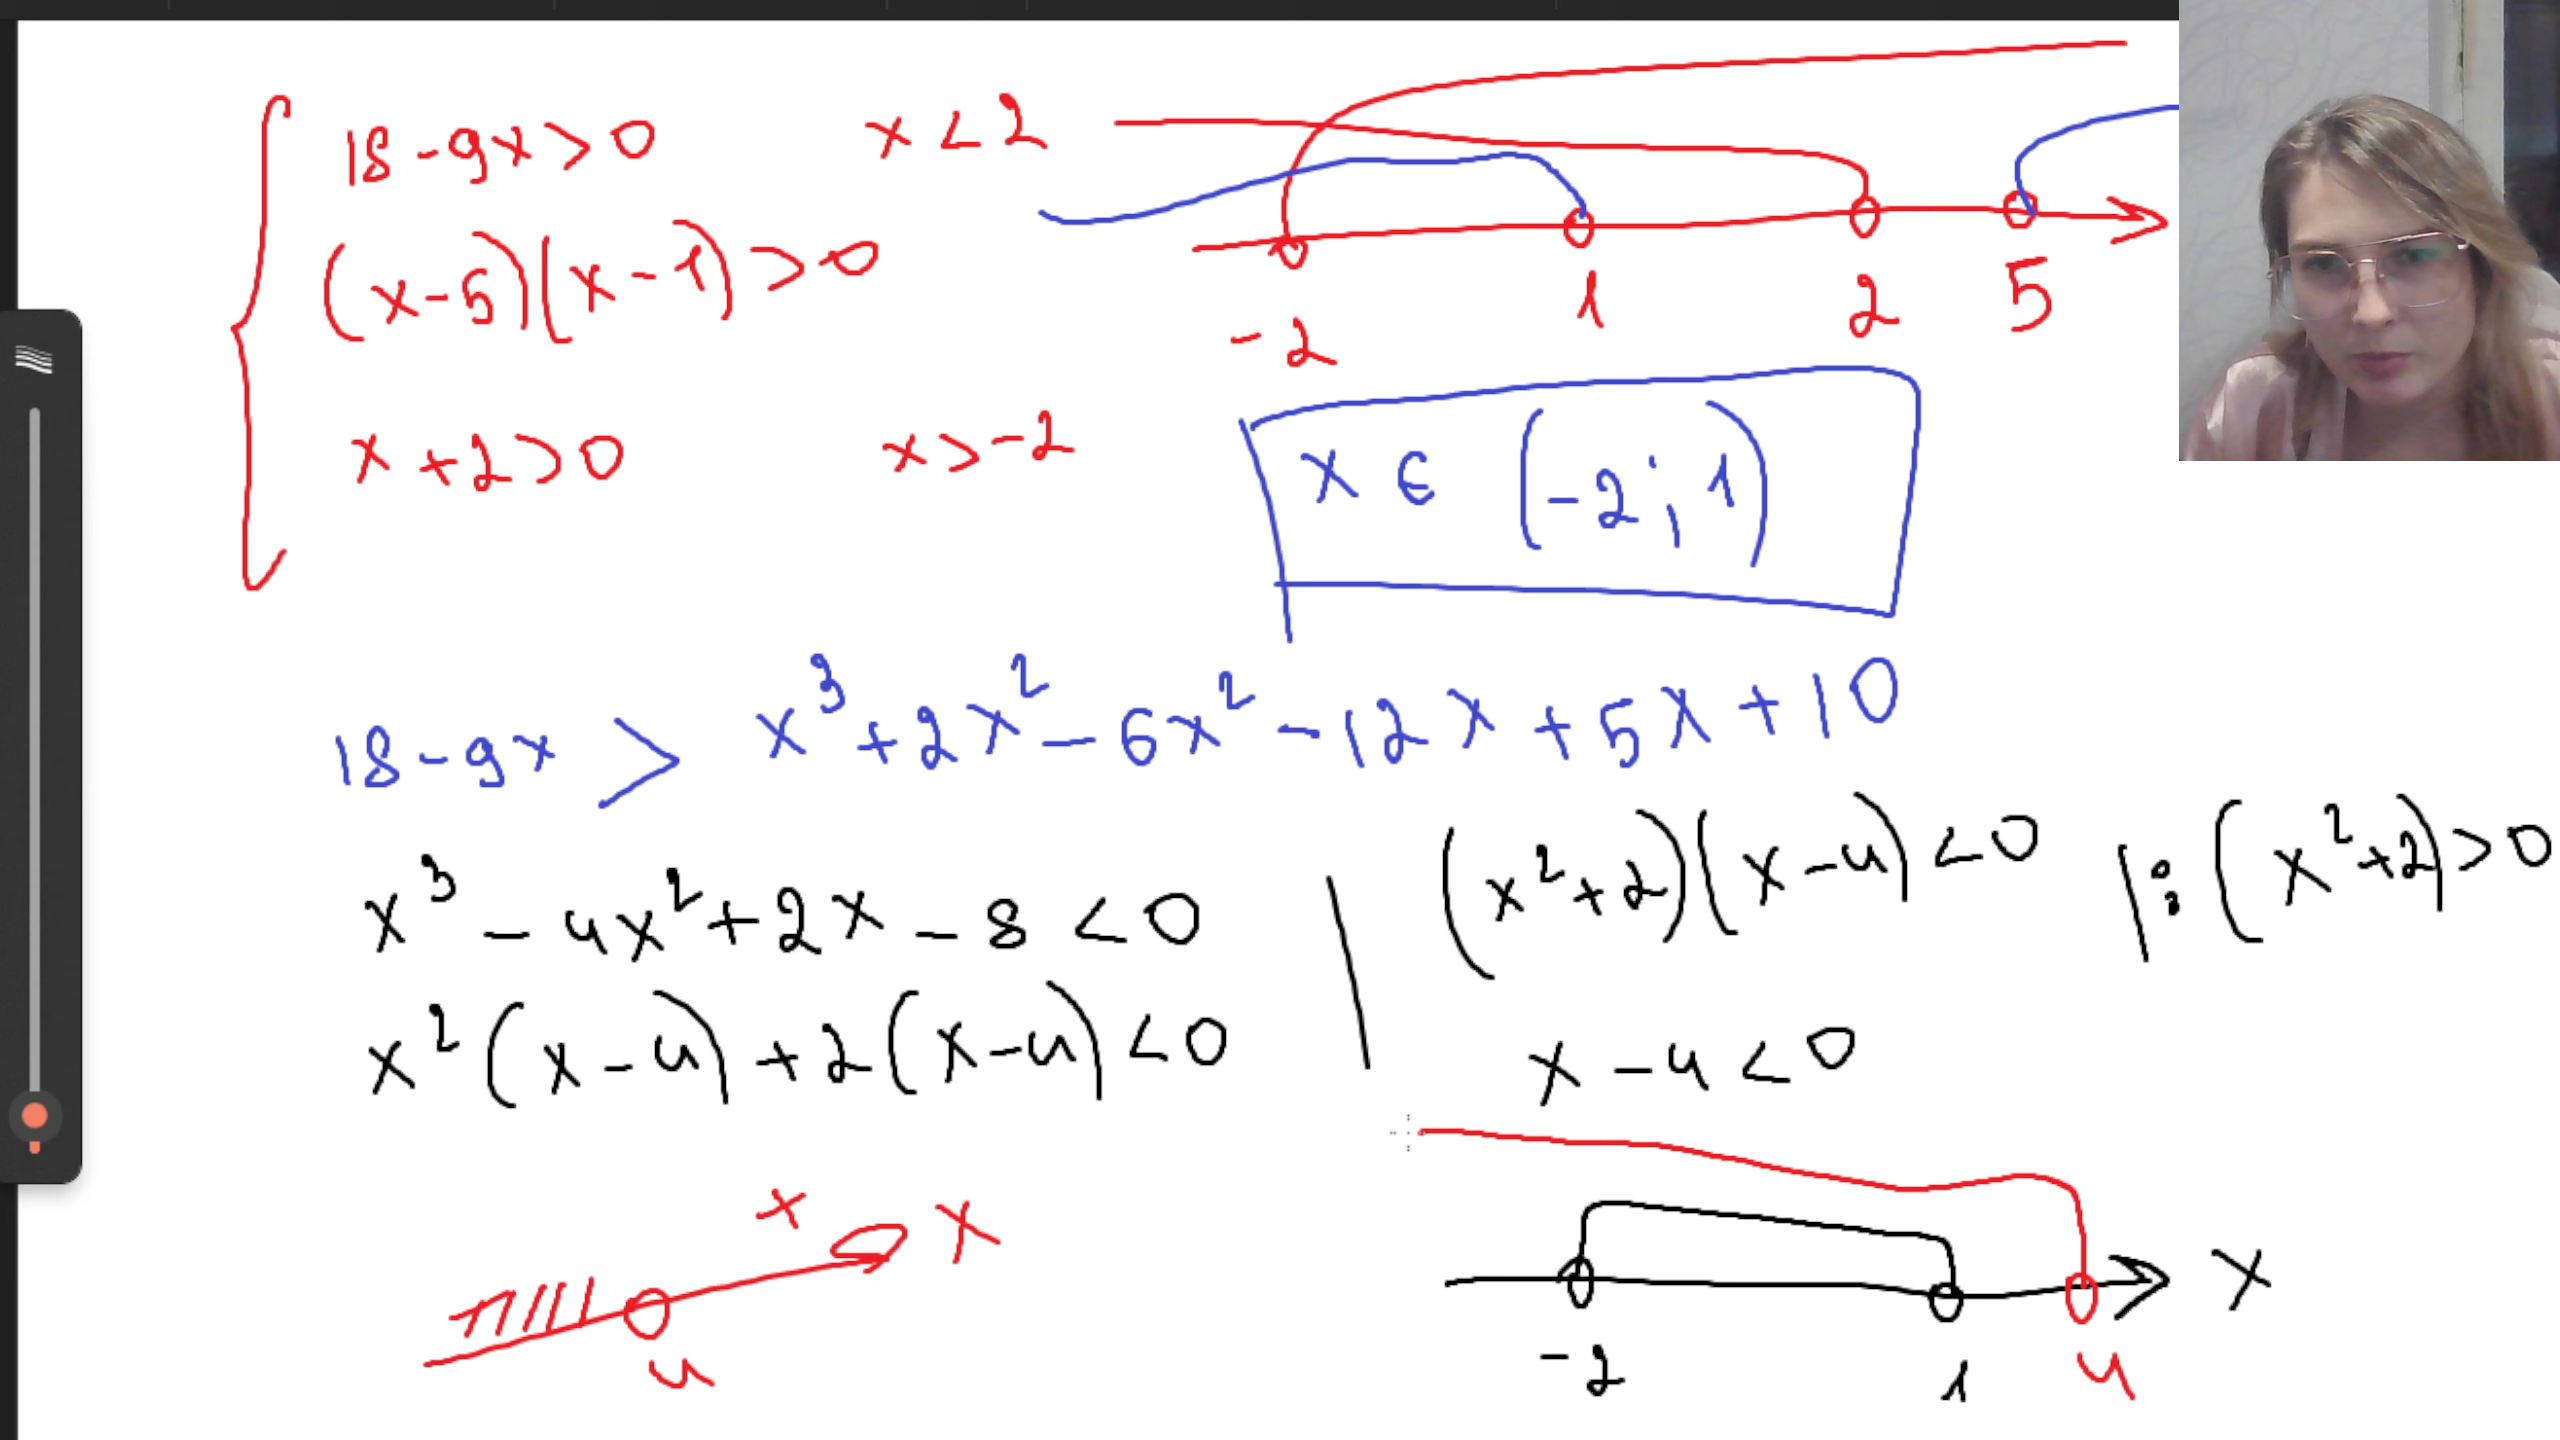 18-9x>0 x<2
(x-5)(x-1)>0
x+2>0 x>-2
-2 1 2 5
x∈(-2;1)
18-9x > x³+2x²-6x²-12x+5x+10
x³-4x²+2x-8<0
x²(x-4)+2(x-4)<0
(x²+2)(x-4)<0 |:(x²+2)>0
x-4<0
+ x
4
x
-2 1 4